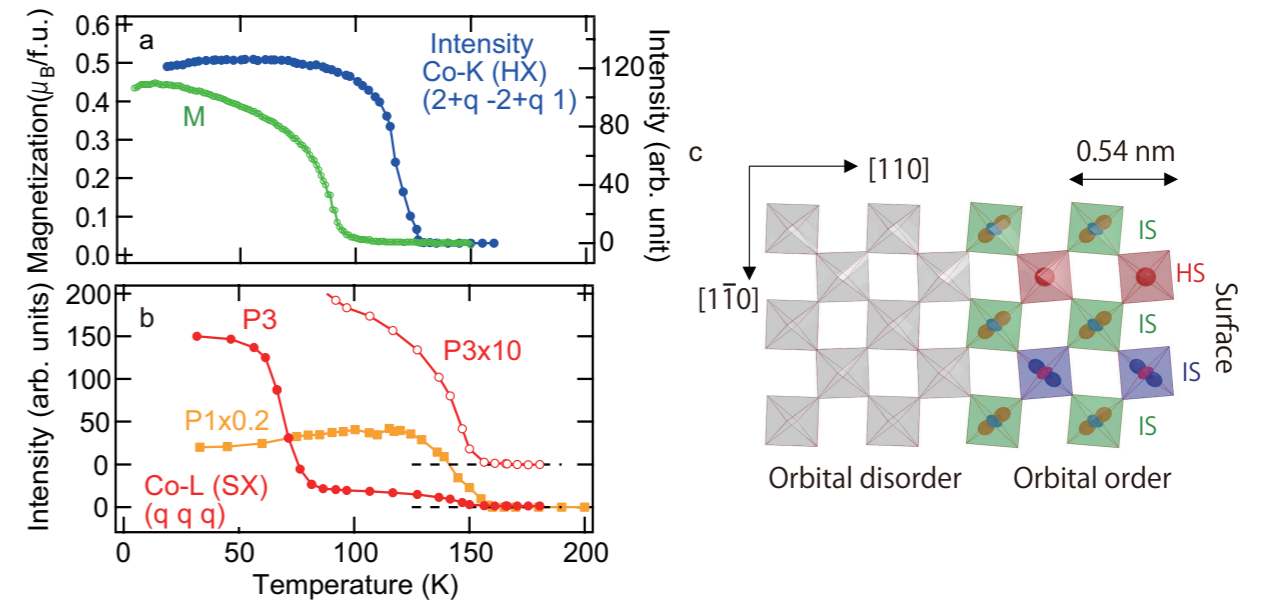 a
Magnetization(μB/f.u.)
0.6
0.5
0.4
0.3
0.2
0.1
0.0
M
Intensity
Co-K (HX)
(2+q -2+q 1)
120
80
40
0
Intensity (arb. unit)
b
Intensity (arb. units)
200
150
100
50
0
0
P3
P3x10
P1x0.2
Co-L (SX)
(q q q)
0
50
100
150
200
Temperature (K)
c
[110]
[11̅0]
0.54 nm
IS
HS
IS
IS
IS
Surface
Orbital disorder
Orbital order